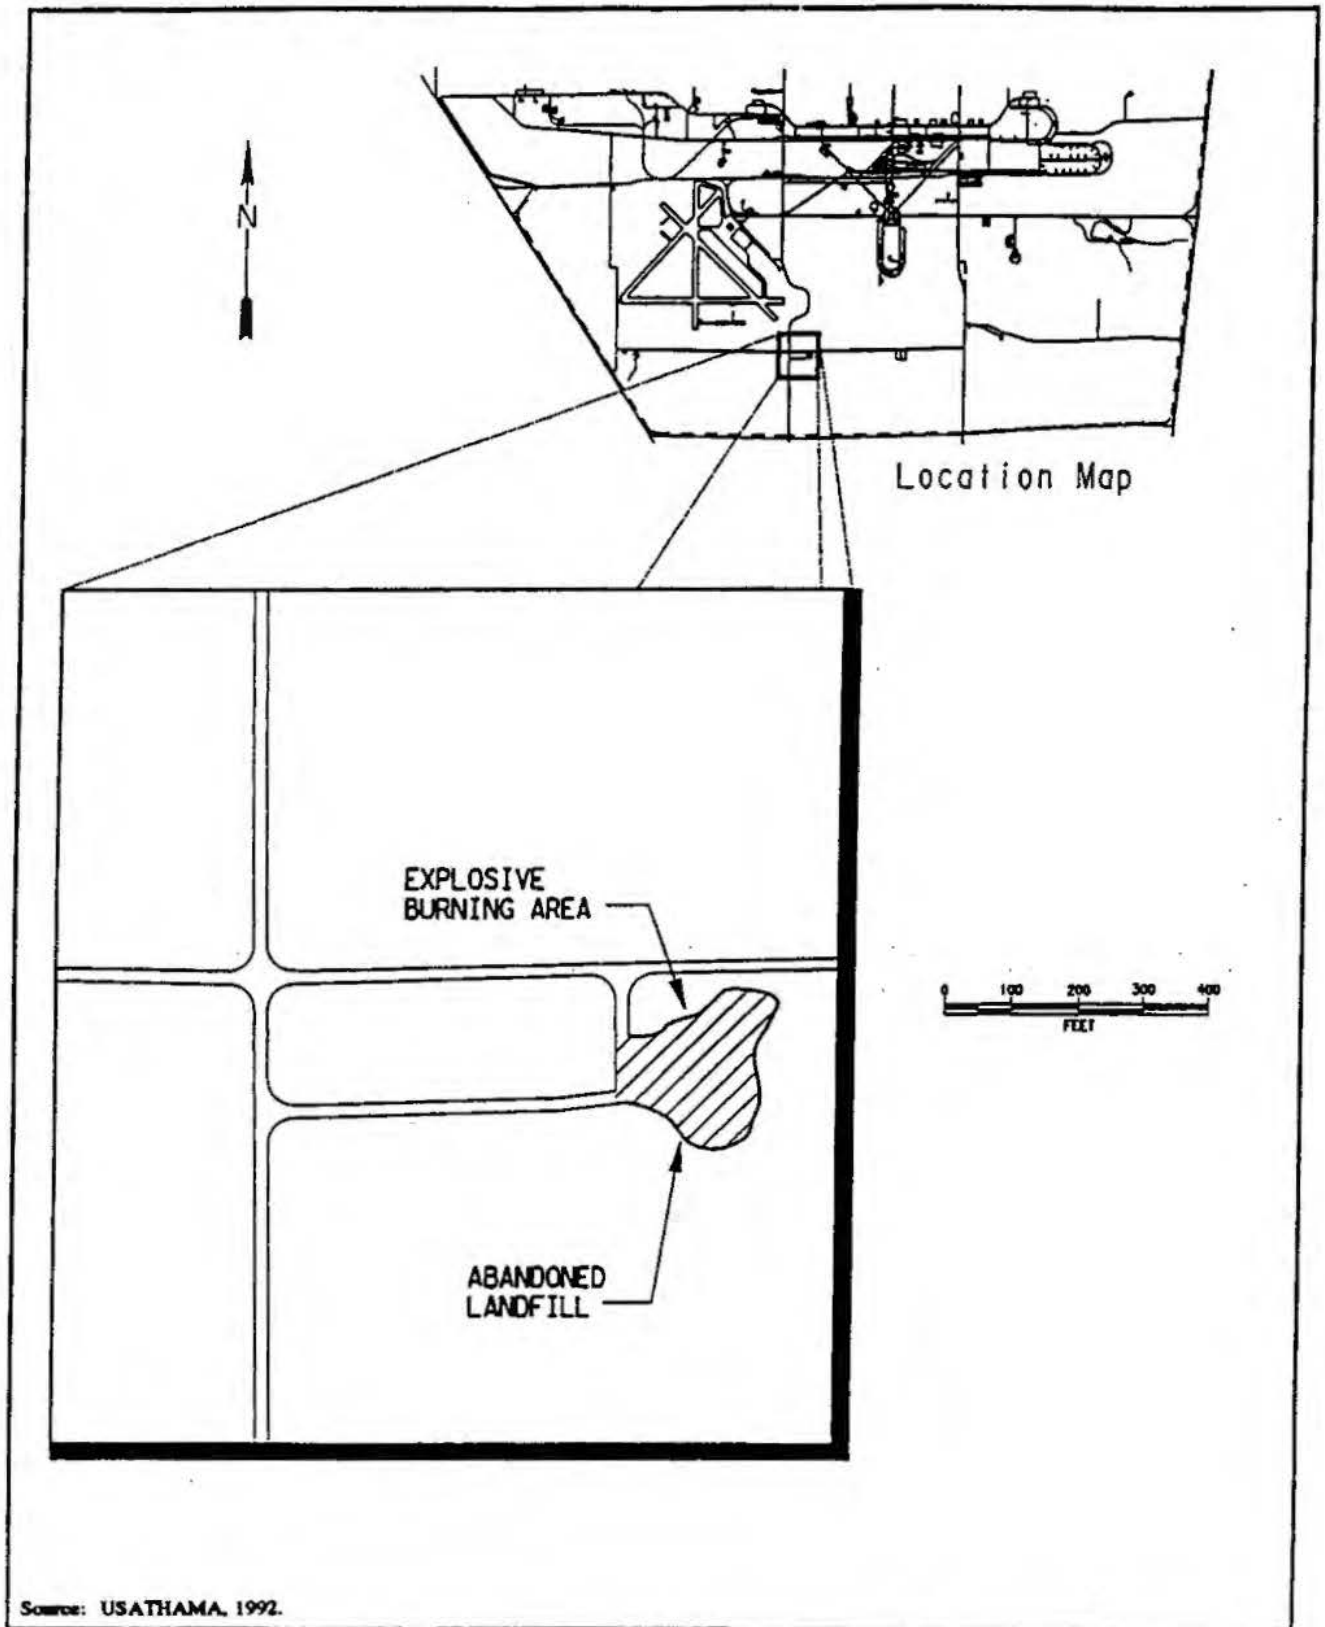 N
Location Map
EXPLOSIVE
BURNING AREA
0 100 200 300 400
FEET
ABANDONED
LANDFILL
Source: USATHAMA, 1992.